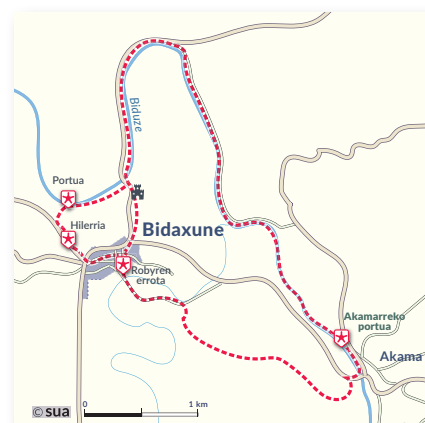 Biduze
Portua
Hilerria
Bidaxune
Robyren
errota
Akamarreko
portua
Akama
© sua
0
1 km